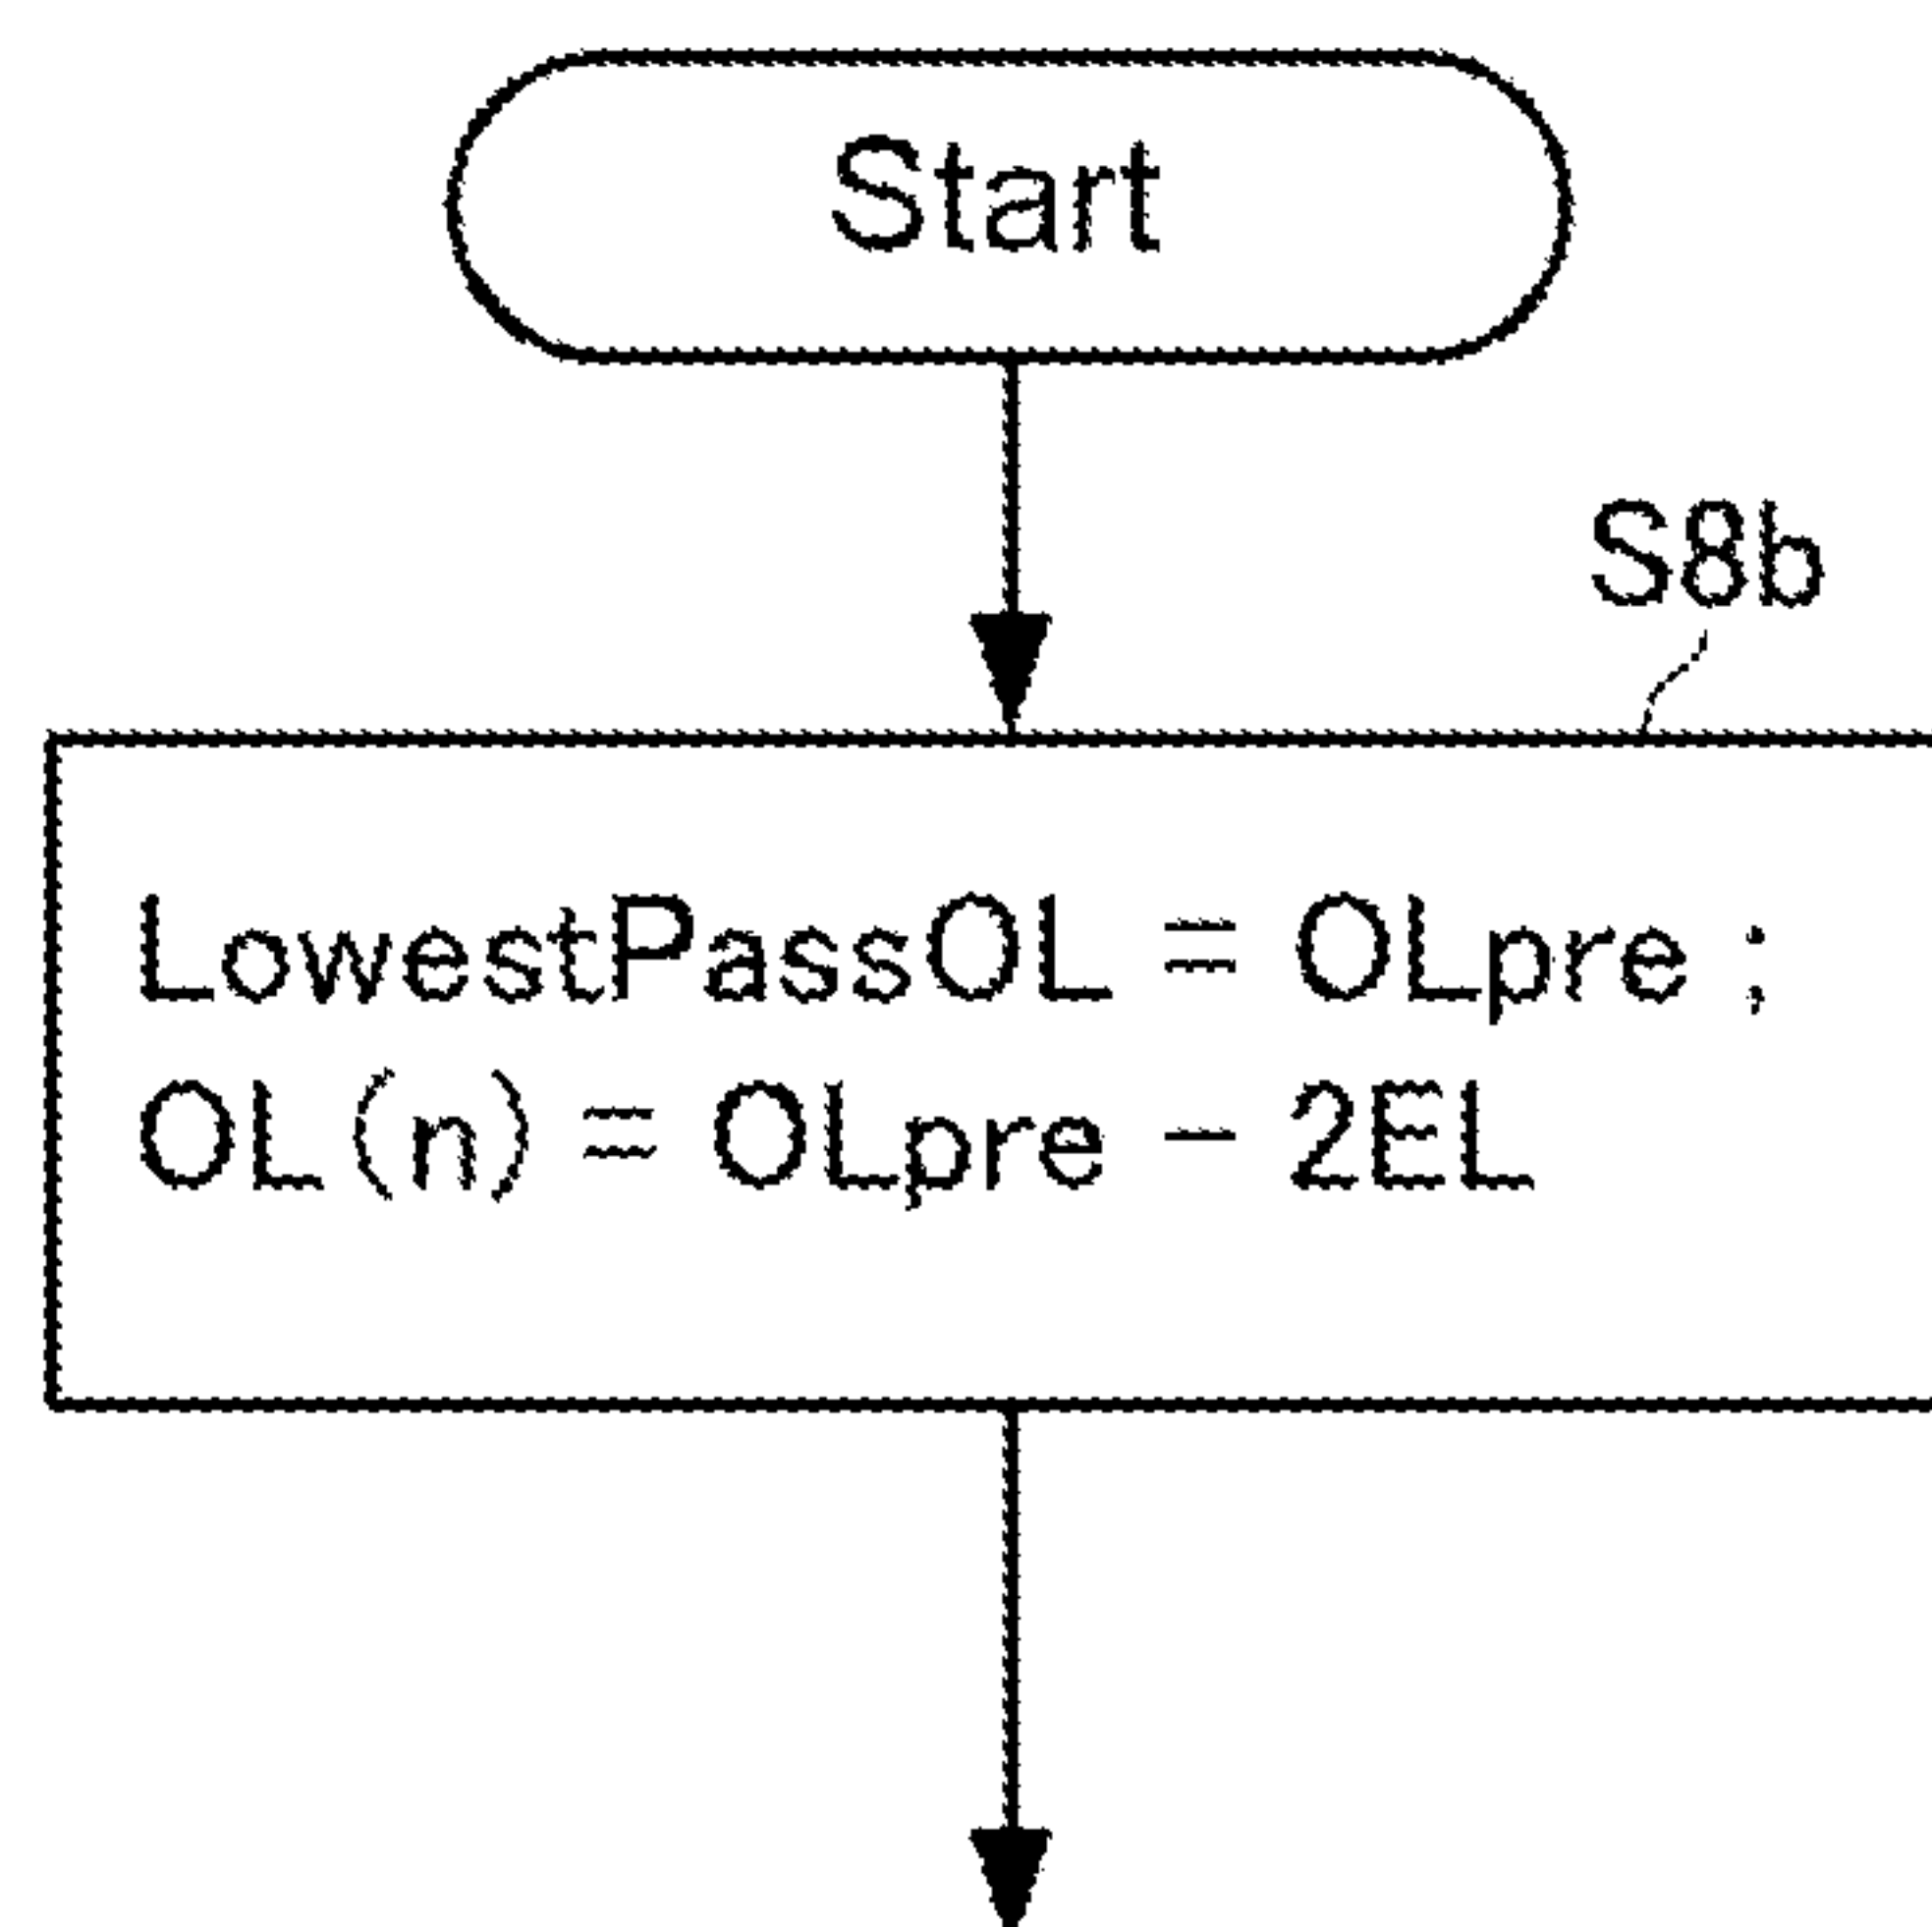 Start
S8b
LowestPassOL = OLpre ;
OL(n) = OLpre − 2EL